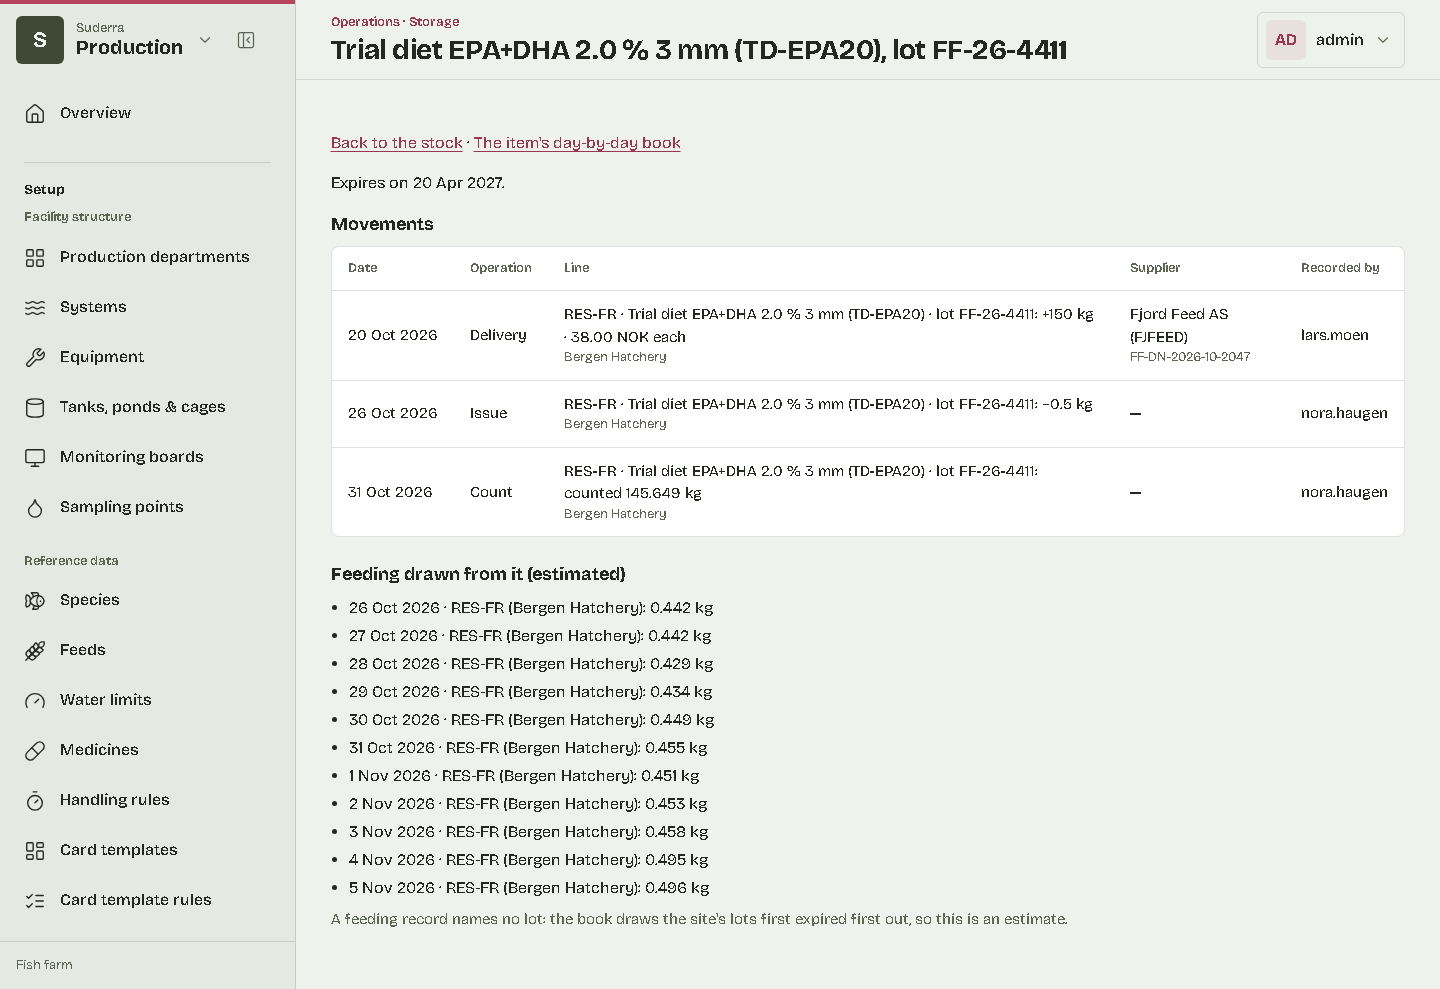 S
Suderra
Production
Overview
Setup
Facility structure
Production departments
Systems
Equipment
Tanks, ponds & cages
Monitoring boards
Sampling points
Reference data
Species
Feeds
Water limits
Medicines
Handling rules
Card templates
Card template rules
Fish farm
Operations · Storage
Trial diet EPA+DHA 2.0 % 3 mm (TD-EPA20), lot FF-26-4411
AD admin
Back to the stock · The item's day-by-day book
Expires on 20 Apr 2027.
Movements
Date Operation Line Supplier Recorded by
20 Oct 2026 Delivery RES-FR · Trial diet EPA+DHA 2.0 % 3 mm (TD-EPA20) · lot FF-26-4411: +150 kg
· 38.00 NOK each
Bergen Hatchery
Fjord Feed AS
(FJFEED)
FF-DN-2026-10-2047
lars.moen
26 Oct 2026 Issue RES-FR · Trial diet EPA+DHA 2.0 % 3 mm (TD-EPA20) · lot FF-26-4411: −0.5 kg
Bergen Hatchery
— nora.haugen
31 Oct 2026 Count RES-FR · Trial diet EPA+DHA 2.0 % 3 mm (TD-EPA20) · lot FF-26-4411:
counted 145.649 kg
Bergen Hatchery
— nora.haugen
Feeding drawn from it (estimated)
• 26 Oct 2026 · RES-FR (Bergen Hatchery): 0.442 kg
• 27 Oct 2026 · RES-FR (Bergen Hatchery): 0.442 kg
• 28 Oct 2026 · RES-FR (Bergen Hatchery): 0.429 kg
• 29 Oct 2026 · RES-FR (Bergen Hatchery): 0.434 kg
• 30 Oct 2026 · RES-FR (Bergen Hatchery): 0.449 kg
• 31 Oct 2026 · RES-FR (Bergen Hatchery): 0.455 kg
• 1 Nov 2026 · RES-FR (Bergen Hatchery): 0.451 kg
• 2 Nov 2026 · RES-FR (Bergen Hatchery): 0.453 kg
• 3 Nov 2026 · RES-FR (Bergen Hatchery): 0.458 kg
• 4 Nov 2026 · RES-FR (Bergen Hatchery): 0.495 kg
• 5 Nov 2026 · RES-FR (Bergen Hatchery): 0.496 kg
A feeding record names no lot: the book draws the site's lots first expired first out, so this is an estimate.